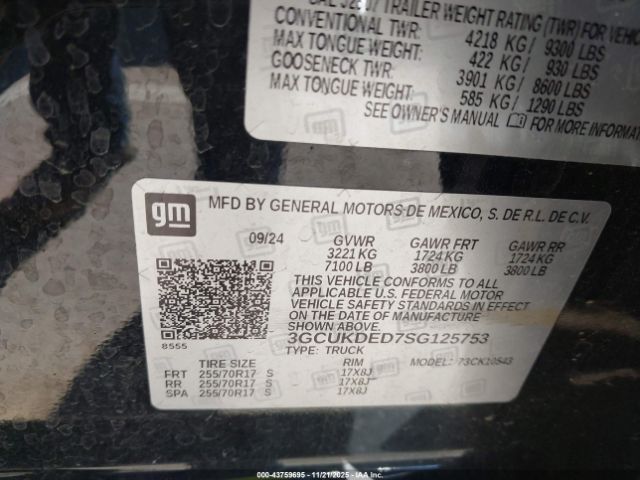 TRAILER WEIGHT RATING (TWR) FOR
CONVENTIONAL TWR: 4218 KG / 9300 LBS
MAX TONGUE WEIGHT: 422 KG / 930 LBS
GOOSENECK TWR: 3901 KG / 8600 LBS
MAX TONGUE WEIGHT: 585 KG / 1290 LBS
SEE OWNER'S MANUAL FOR MORE
gm MFD BY GENERAL MOTORS DE MEXICO, S. DE R.L. DE C.V.
09/24 GVWR GAWR FRT GAWR RR
3221 KG 1724 KG 1724 KG
7100 LB 3800 LB 3800 LB
THIS VEHICLE CONFORMS TO ALL
APPLICABLE U.S. FEDERAL MOTOR
VEHICLE SAFETY STANDARDS IN EFFECT
ON THE DATE OF MANUFACTURE
SHOWN ABOVE.
3GCUKDED7SG125753
8555 TYPE: TRUCK MODEL: 73CK10543
TIRE SIZE RIM
FRT 255/70R17 S 17X8J
RR 255/70R17 S 17X8J
SPA 255/70R17 S 17X8J
000-43759695 - 11/21/2025 - IAAHOLDINGS